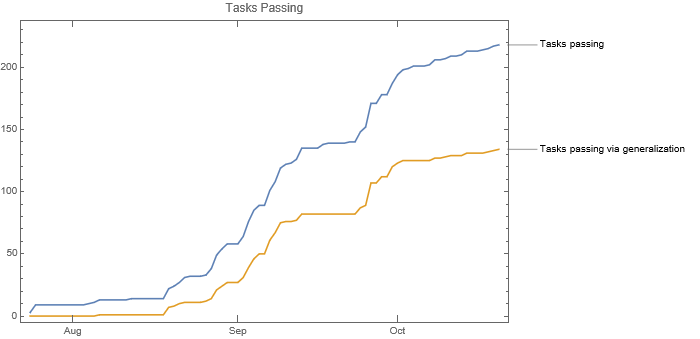 Tasks Passing
Tasks passing
200
150
Tasks passing via generalization
100
50
0
Aug Sep Oct